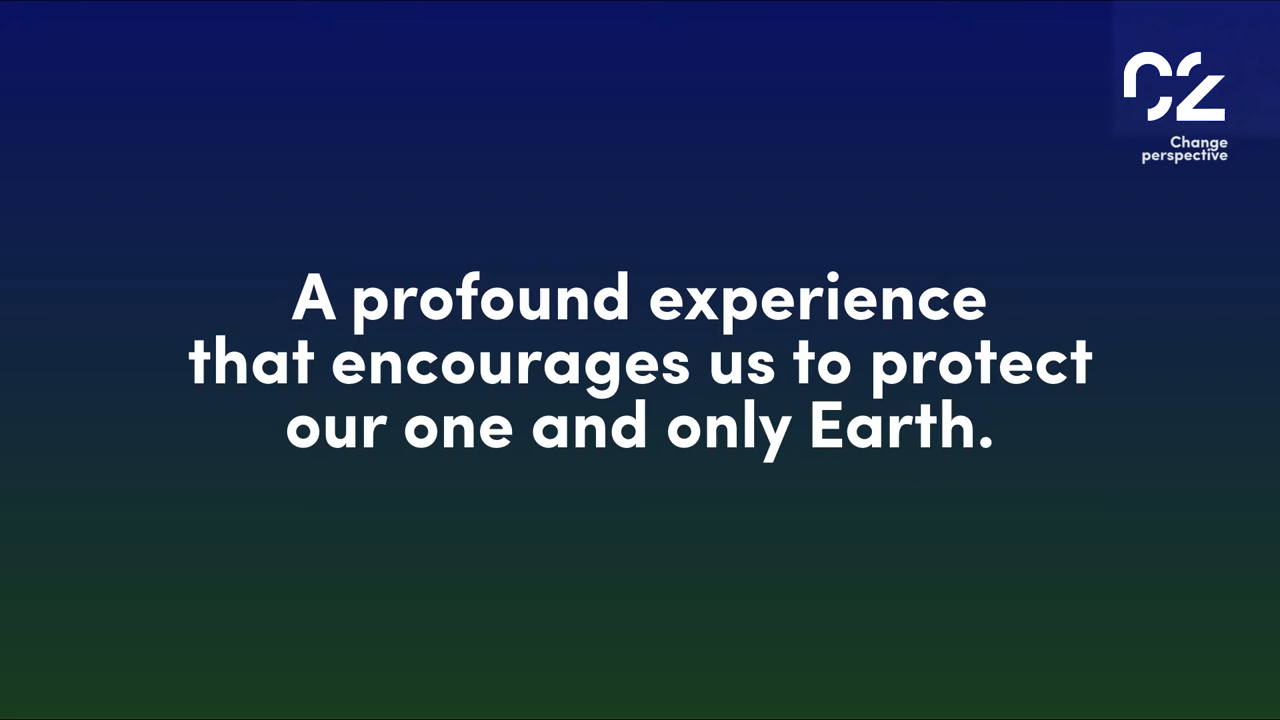 C2
Change
perspective
A profound experience
that encourages us to protect
our one and only Earth.